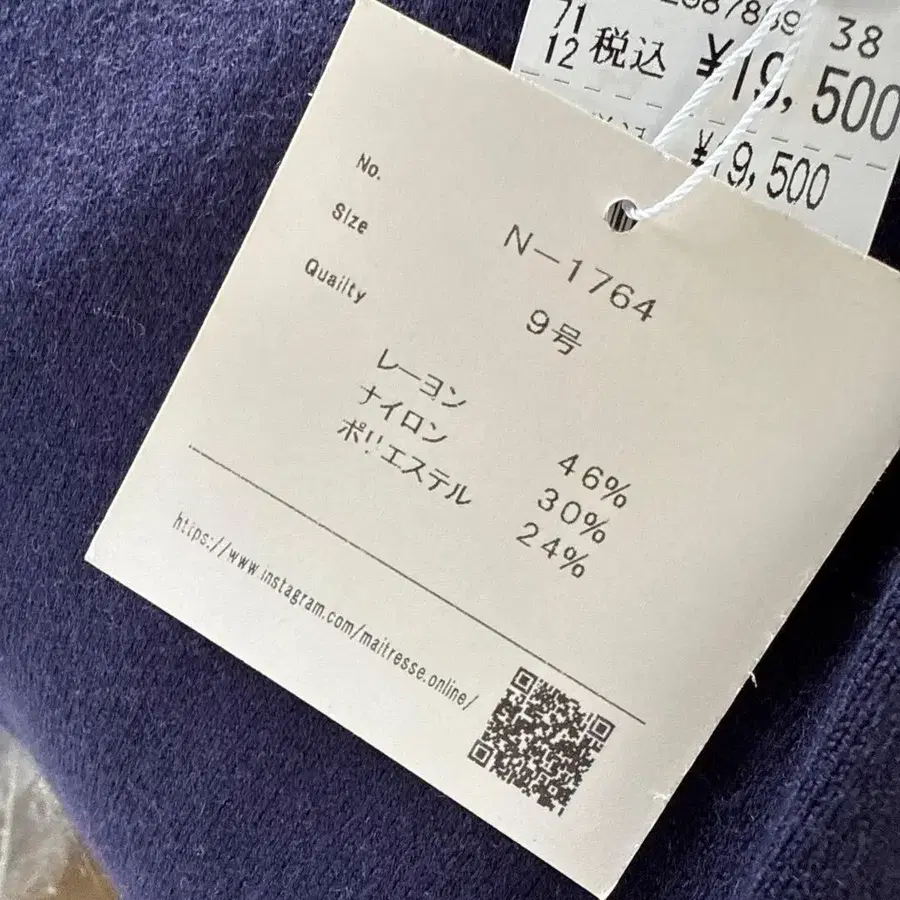 38
71
12 税込 ¥19,500
¥19,500
No. N-1764
Size 9号
Quailty
レーヨン 46%
ナイロン 30%
ポリエステル 24%
https://www.instagram.com/maitresse.online/